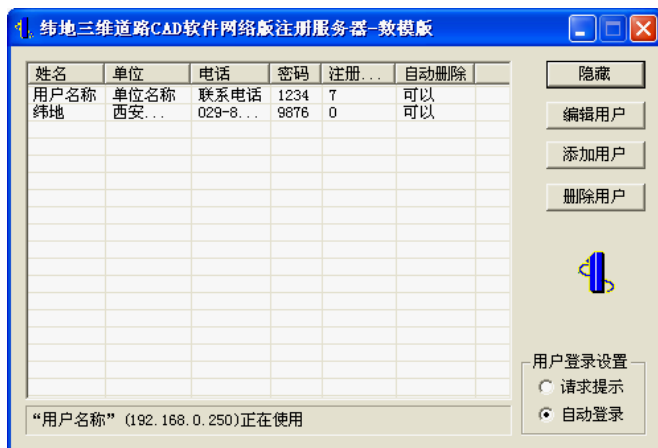 纬地三维道路CAD软件网络版注册服务器-数模版
姓名 单位 电话 密码 注册... 自动删除
用户名称 单位名称 联系电话 1234 7 可以
纬地 西安... 029-8... 9876 0 可以
隐藏
编辑用户
添加用户
删除用户
用户登录设置
请求提示
自动登录
“用户名称” (192.168.0.250)正在使用